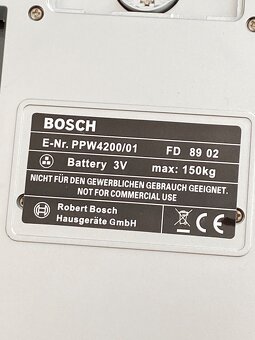 BOSCH
E-Nr. PPW4200/01 FD 89 02
Battery 3V max: 150kg
NICHT FÜR DEN GEWERBLICHEN GEBRAUCH GEEIGNET.
NOT FOR COMMERCIAL USE
Robert Bosch
Hausgeräte GmbH
CE